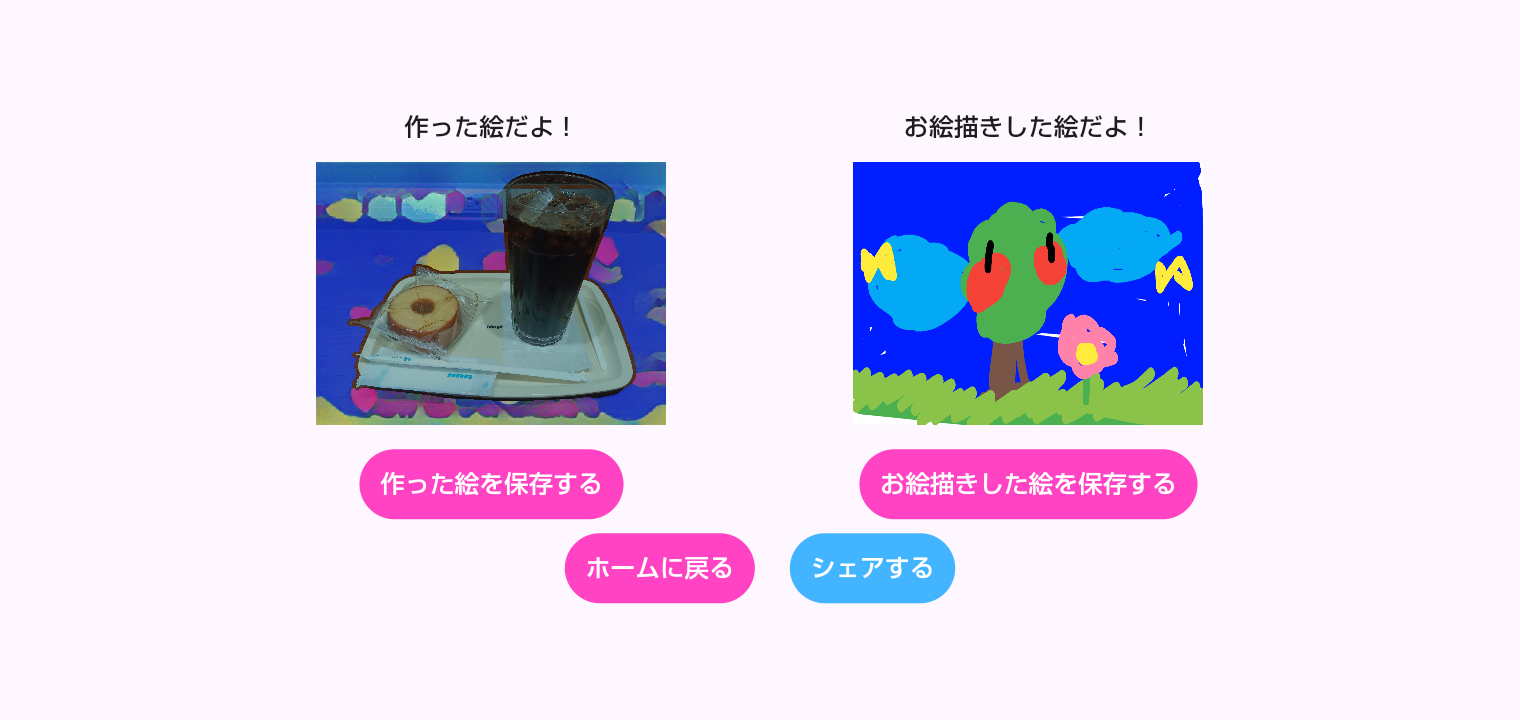 作った絵だよ！
お絵描きした絵だよ！
作った絵を保存する
お絵描きした絵を保存する
ホームに戻る
シェアする